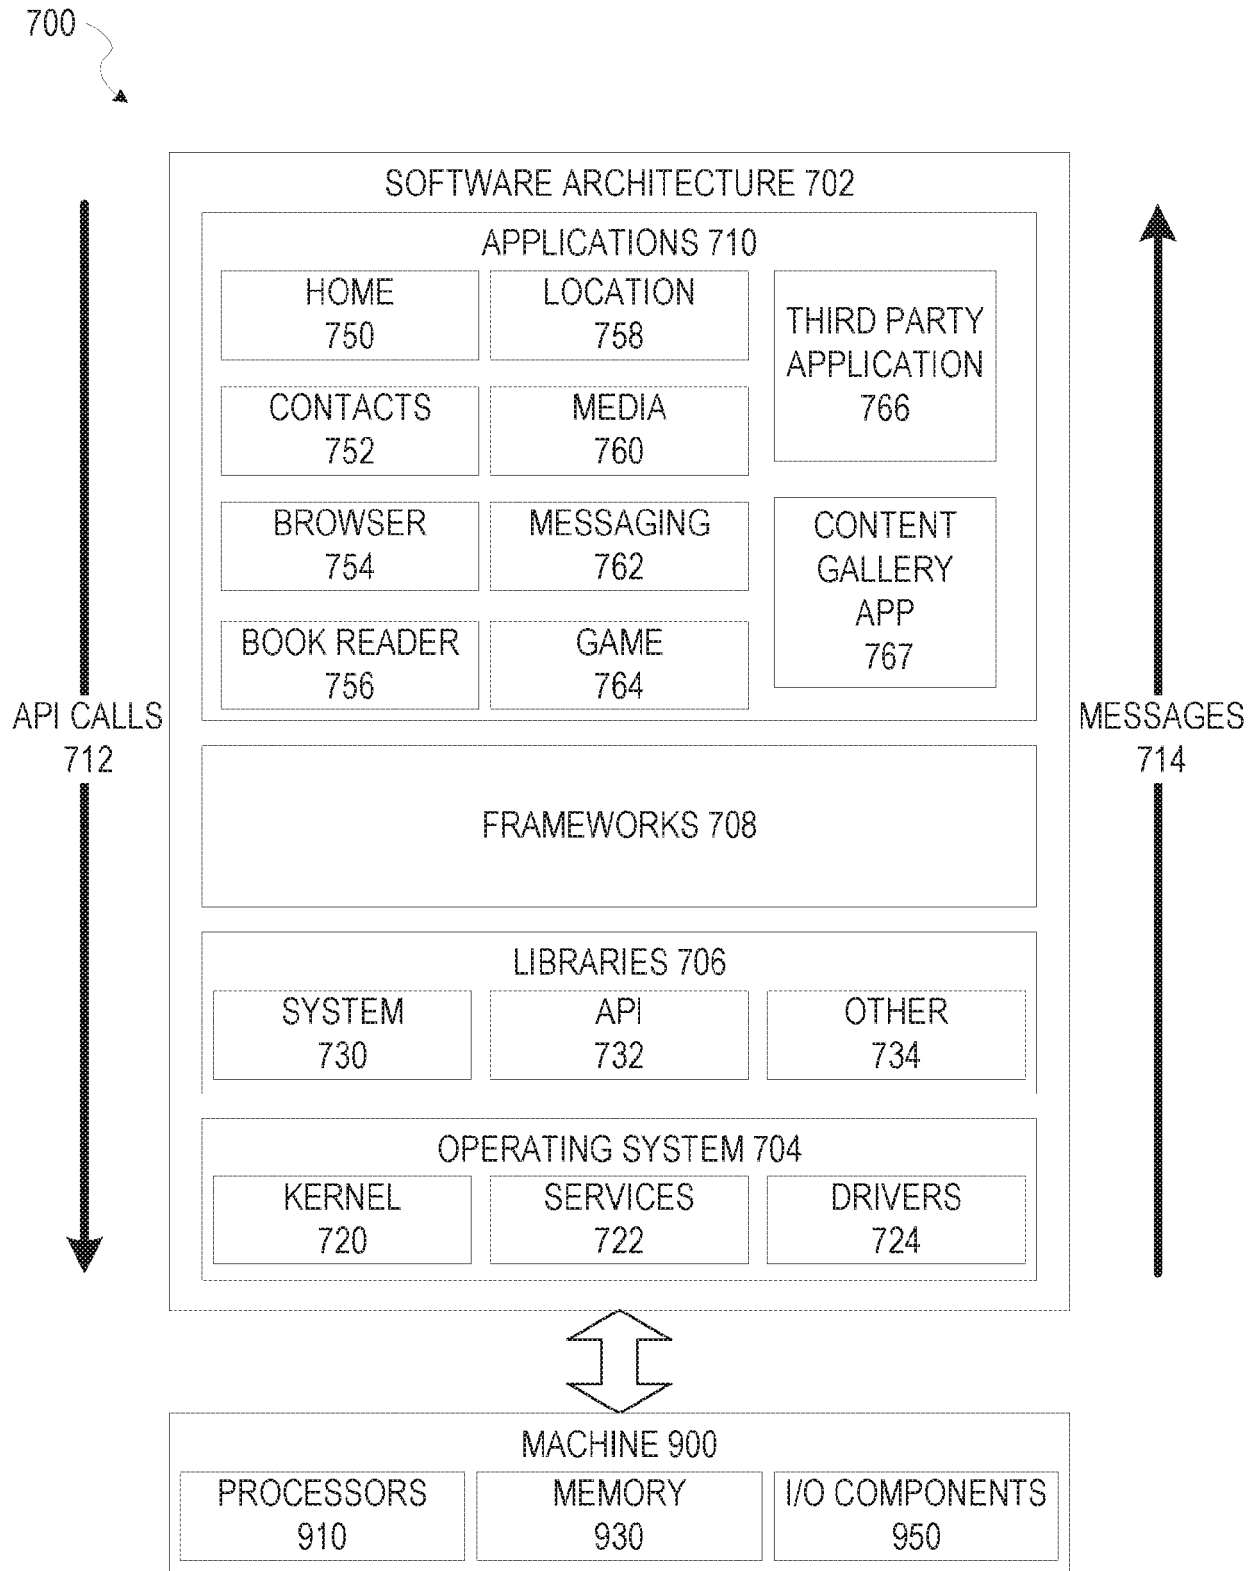 700
SOFTWARE ARCHITECTURE 702
APPLICATIONS 710
HOME
750
LOCATION
758
THIRD PARTY
APPLICATION
766
CONTACTS
752
MEDIA
760
BROWSER
754
MESSAGING
762
CONTENT
GALLERY
APP
767
BOOK READER
756
GAME
764
API CALLS
712
MESSAGES
714
FRAMEWORKS 708
LIBRARIES 706
SYSTEM
730
API
732
OTHER
734
OPERATING SYSTEM 704
KERNEL
720
SERVICES
722
DRIVERS
724
MACHINE 900
PROCESSORS
910
MEMORY
930
I/O COMPONENTS
950